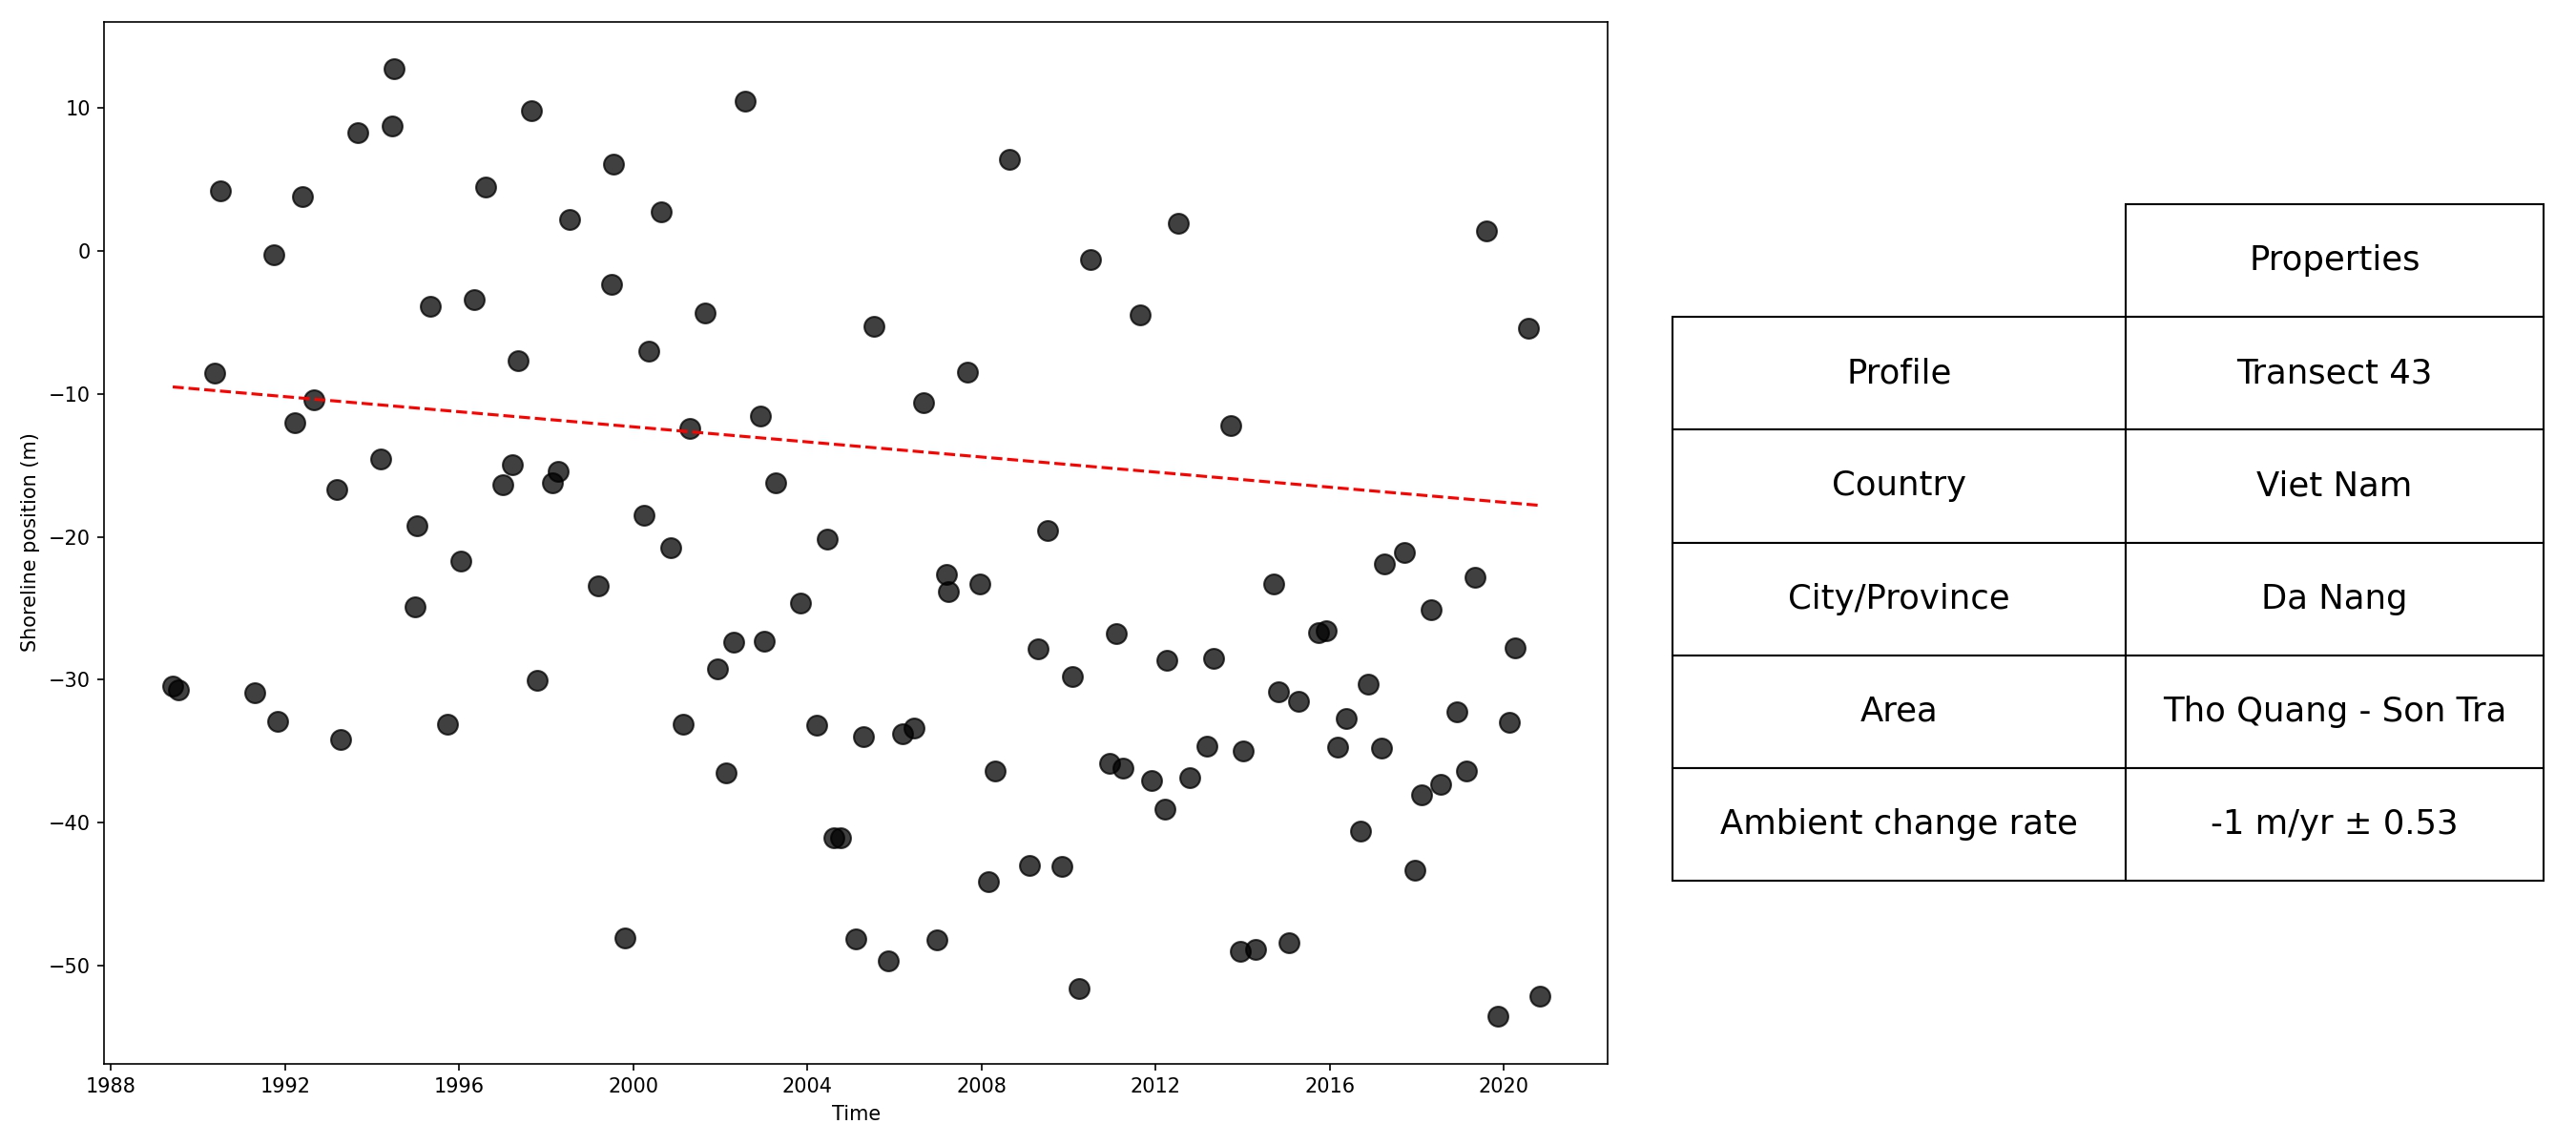 10
0
−10
−20
−30
−40
−50
Shoreline position (m)
1988 1992 1996 2000 2004 2008 2012 2016 2020
Time
Properties
Profile Transect 43
Country Viet Nam
City/Province Da Nang
Area Tho Quang - Son Tra
Ambient change rate -1 m/yr ± 0.53